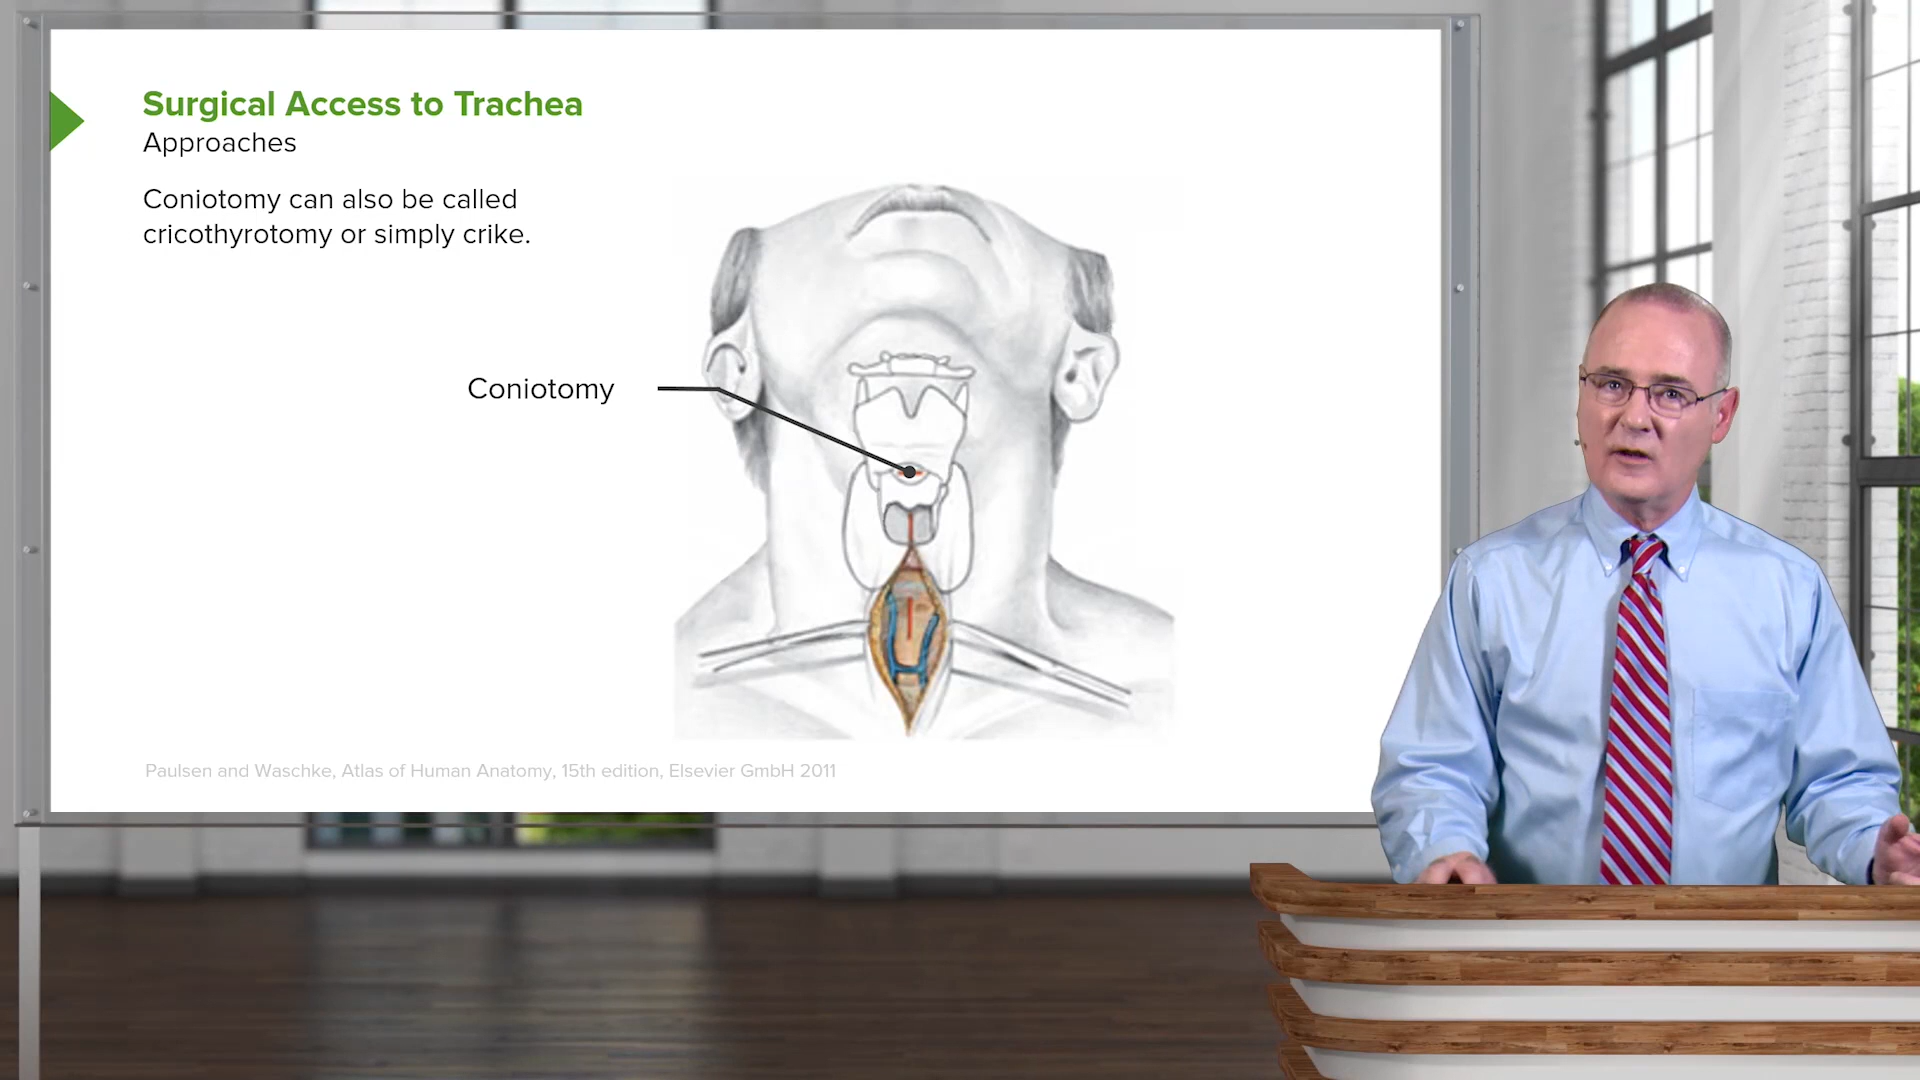 Surgical Access to Trachea
Approaches
Coniotomy can also be called
cricothyrotomy or simply crike.
Coniotomy
Paulsen and Waschke, Atlas of Human Anatomy, 15th edition, Elsevier GmbH 2011